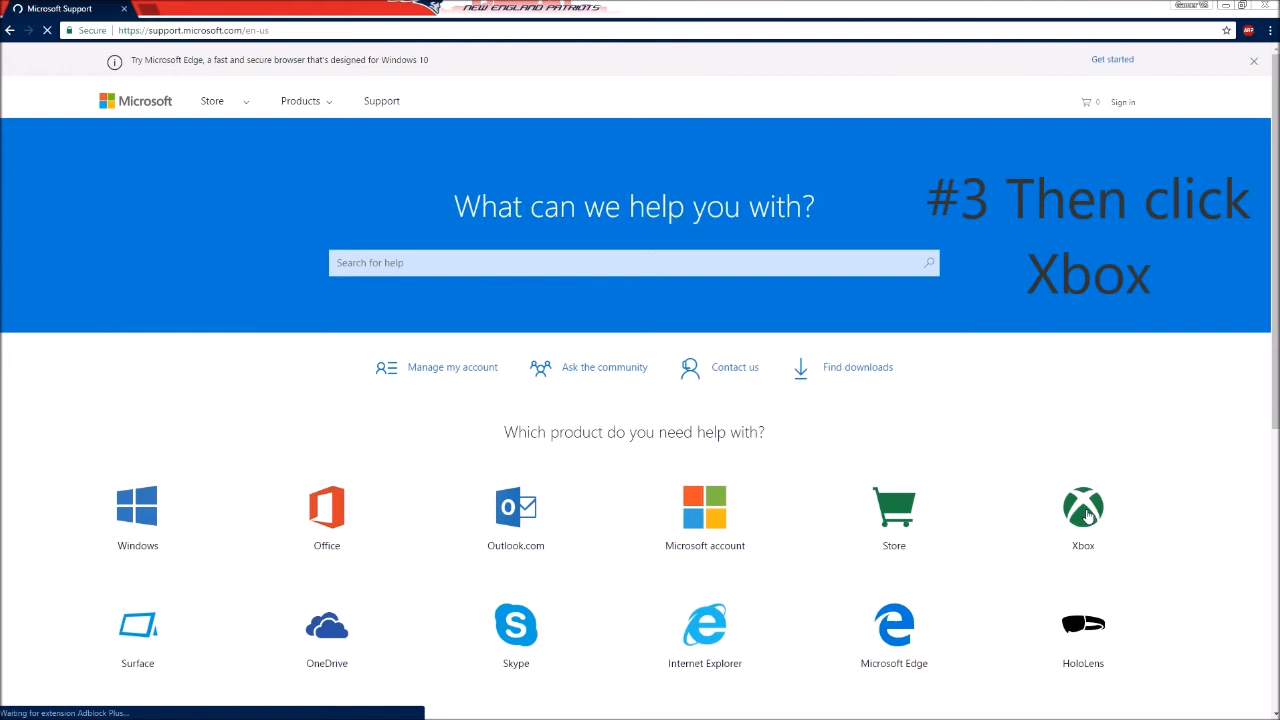 Microsoft Support
NEW ENGLAND PATRIOTS
Gamer VS
Secure
https://support.microsoft.com/en-us
ABP
Try Microsoft Edge, a fast and secure browser that's designed for Windows 10
Get started
Microsoft
Store
Products
Support
0
Sign in
What can we help you with?
#3 Then click
Xbox
Search for help
Manage my account
Ask the community
Contact us
Find downloads
Which product do you need help with?
Windows
Office
Outlook.com
Microsoft account
Store
Xbox
Surface
OneDrive
Skype
Internet Explorer
Microsoft Edge
HoloLens
Waiting for extension Adblock Plus...